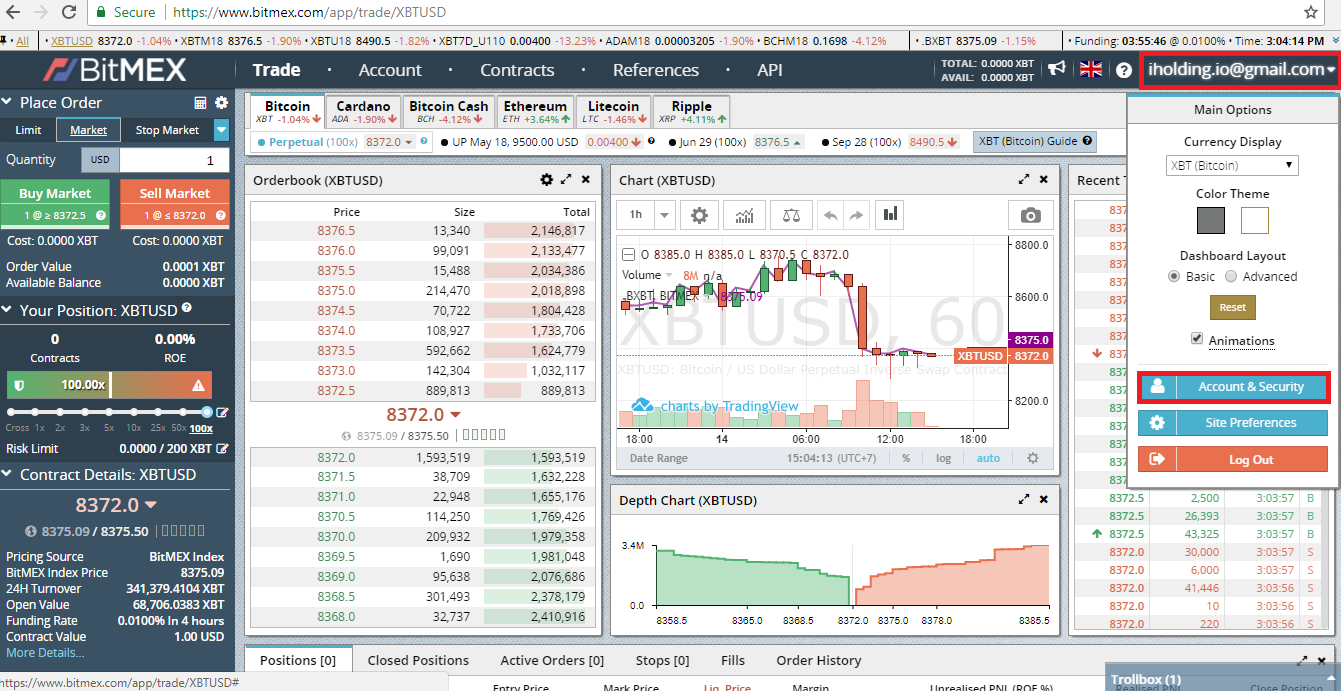 Secure https://www.bitmex.com/app/trade/XBTUSD
All · XBTUSD 8372.0 -1.04% · XBTM18 8376.5 -1.90% · XBTU18 8490.5 -1.82% · XBT7D_U110 0.00400 -13.23% · ADAM18 0.00003205 -1.90% · BCHM18 0.1698 -4.12% · .BXBT 8375.09 -1.15% · Funding: 03:55:46 @ 0.0100% · Time: 3:04:14 PM
BitMEX Trade · Account · Contracts · References · API TOTAL: 0.0000 XBT iholding.io@gmail.com
AVAIL: 0.0000 XBT
Place Order
Limit Market Stop Market
Quantity USD 1
Buy Market Sell Market
1 @ ≥ 8372.5 1 @ ≤ 8372.0
Cost: 0.0000 XBT Cost: 0.0000 XBT
Order Value 0.0001 XBT
Available Balance 0.0000 XBT
Your Position: XBTUSD
0 0.00%
Contracts ROE
100.00x
Cross 1x 2x 3x 5x 10x 25x 50x 100x
Risk Limit 0.0000 / 200 XBT
Contract Details: XBTUSD
8372.0
8375.09 / 8375.50
Pricing Source BitMEX Index
BitMEX Index Price 8375.09
24H Turnover 341,379.4104 XBT
Open Value 68,706.0383 XBT
Funding Rate 0.0100% In 4 hours
Contract Value 1.00 USD
More Details...
https://www.bitmex.com/app/trade/XBTUSD#
Bitcoin Cardano Bitcoin Cash Ethereum Litecoin Ripple
XBT -1.04% ADA -1.90% BCH -4.12% ETH +3.64% LTC -1.46% XRP +4.11%
Perpetual (100x) 8372.0 UP May 18, 9500.00 USD 0.00400 Jun 29 (100x) 8376.5 Sep 28 (100x) 8490.5 XBT (Bitcoin) Guide
Orderbook (XBTUSD)
Price Size Total
8376.5 13,340 2,146,817
8376.0 99,091 2,133,477
8375.5 15,488 2,034,386
8375.0 214,470 2,018,898
8374.5 70,722 1,804,428
8374.0 108,927 1,733,706
8373.5 592,662 1,624,779
8373.0 142,304 1,032,117
8372.5 889,813 889,813
8372.0
8375.09 / 8375.50
8372.0 1,593,519 1,593,519
8371.5 38,709 1,632,228
8371.0 22,948 1,655,176
8370.5 114,250 1,769,426
8370.0 209,932 1,979,358
8369.5 1,690 1,981,048
8369.0 95,638 2,076,686
8368.5 301,493 2,378,179
8368.0 32,737 2,410,916
Chart (XBTUSD)
1h
O 8385.0 H 8385.0 L 8370.5 C 8372.0
Volume 8M n/a
.BXBT, BITMEX 8375.09
XBTUSD, 60
XBTUSD: Bitcoin / US Dollar Perpetual Inverse Swap Contract
8800.0
8600.0
8375.0
XBTUSD 8372.0
8200.0
charts by TradingView
18:00 14 06:00 12:00 18:00
Date Range 15:04:13 (UTC+7) % log auto
Depth Chart (XBTUSD)
3.4M
0.0
8358.5 8365.0 8368.5 8372.0 8375.0 8378.0 8385.5
Recent
Main Options
Currency Display
XBT (Bitcoin)
Color Theme
Dashboard Layout
Basic Advanced
Reset
Animations
Account & Security
Site Preferences
Log Out
8372.5 2,500 3:03:57 B
8372.5 26,393 3:03:57 B
8372.5 43,325 3:03:57 B
8372.0 30,000 3:03:57 S
8372.0 6,000 3:03:57 S
8372.0 41,446 3:03:56 S
8372.0 10 3:03:56 S
8372.0 220 3:03:56 S
Positions [0] Closed Positions Active Orders [0] Stops [0] Fills Order History
Entry Price Mark Price Liq. Price Margin Unrealised PNL (ROE %) Realised PNL Close Position
Trollbox (1)